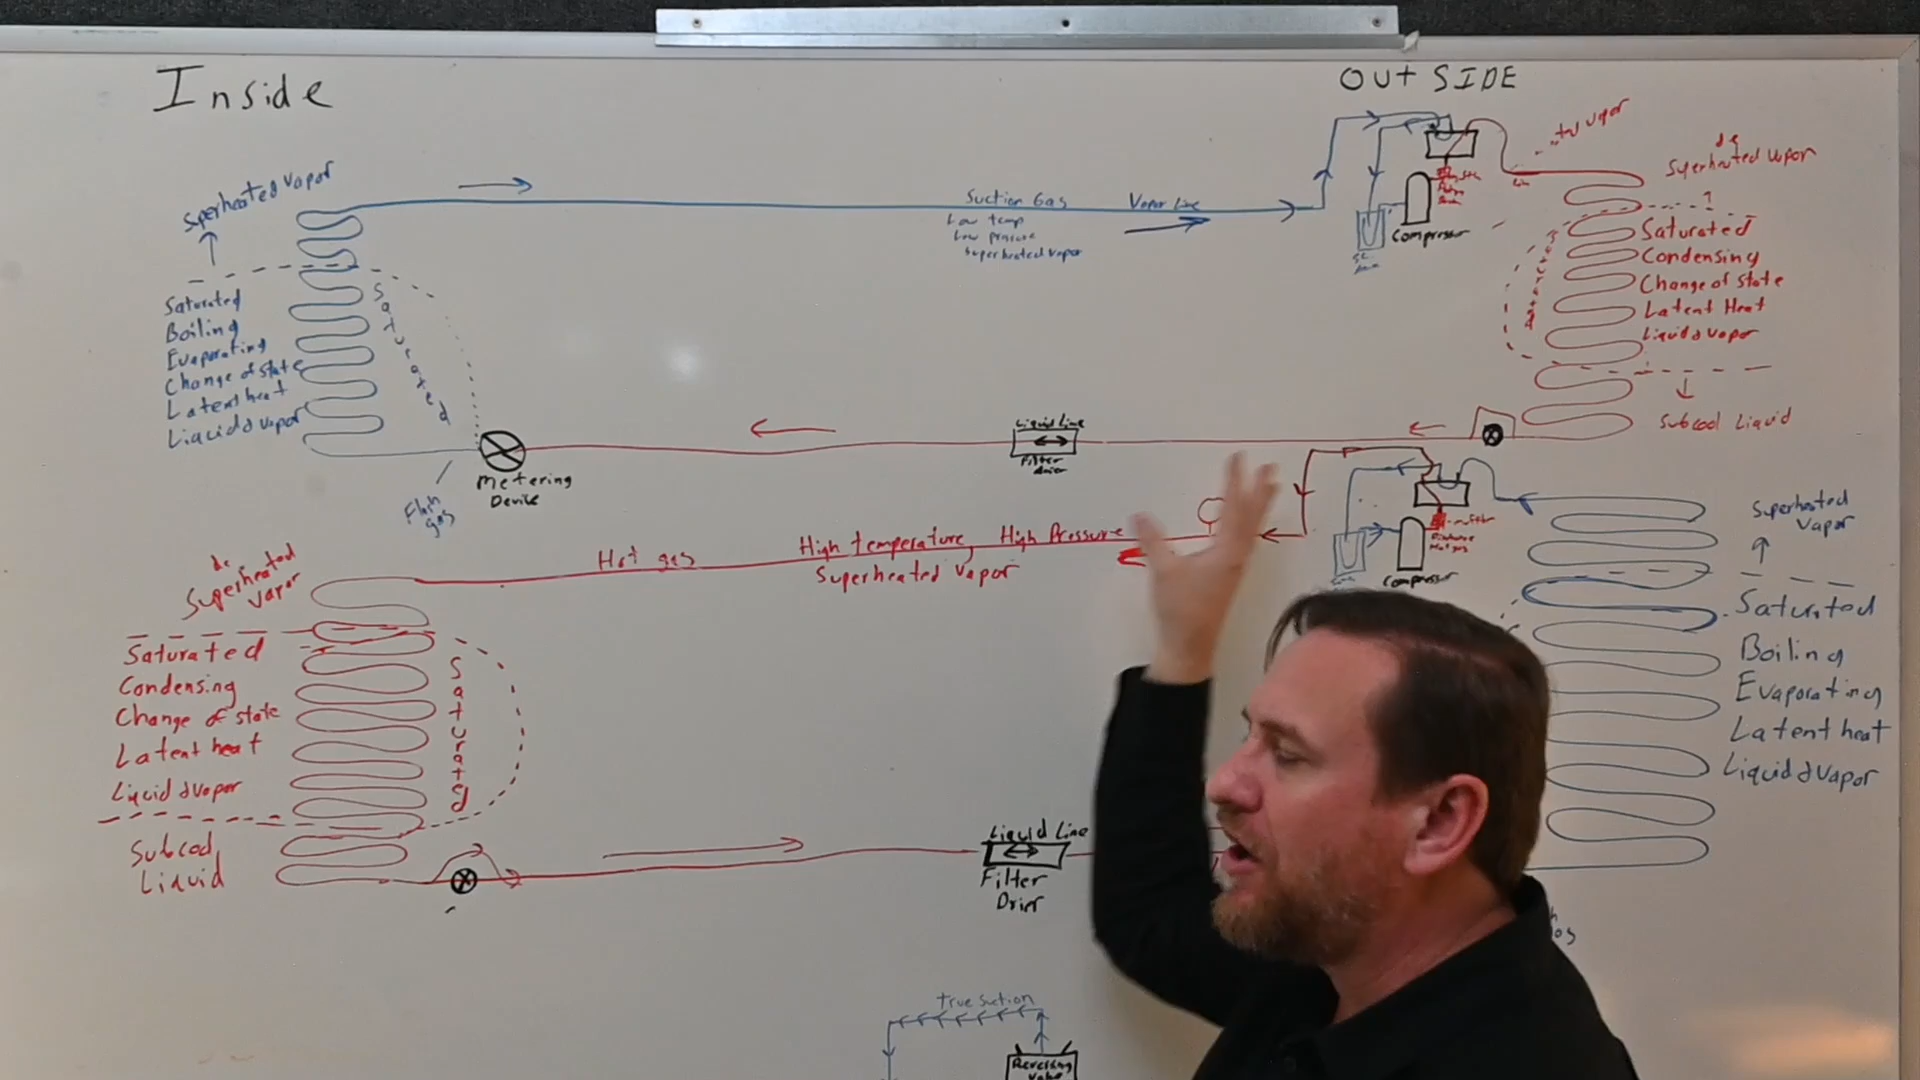 Inside
OUTSIDE
Superheated Vapor
Saturated
Boiling
Evaporating
Change of state
Latent heat
Liquid & vapor
Saturated
Flash
gas
Metering
Device
Suction Gas
Low temp
Low pressure
Superheated vapor
Vapor Line
Compressor
vapor
de
Superheated Vapor
Saturated
Condensing
Change of state
Latent Heat
Liquid & vapor
Subcool Liquid
Liquid Line
Filter
Drier
de
Superheated
vapor
Saturated
Condensing
Change of state
Latent heat
Liquid & vapor
Subcool
Liquid
Saturated
Hot gas
High temperature High Pressure
Superheated Vapor
Compressor
Superheated
Vapor
Saturated
Boiling
Evaporating
Latent heat
Liquid & vapor
Liquid Line
Filter
Drier
True Suction
Reversing
Valve